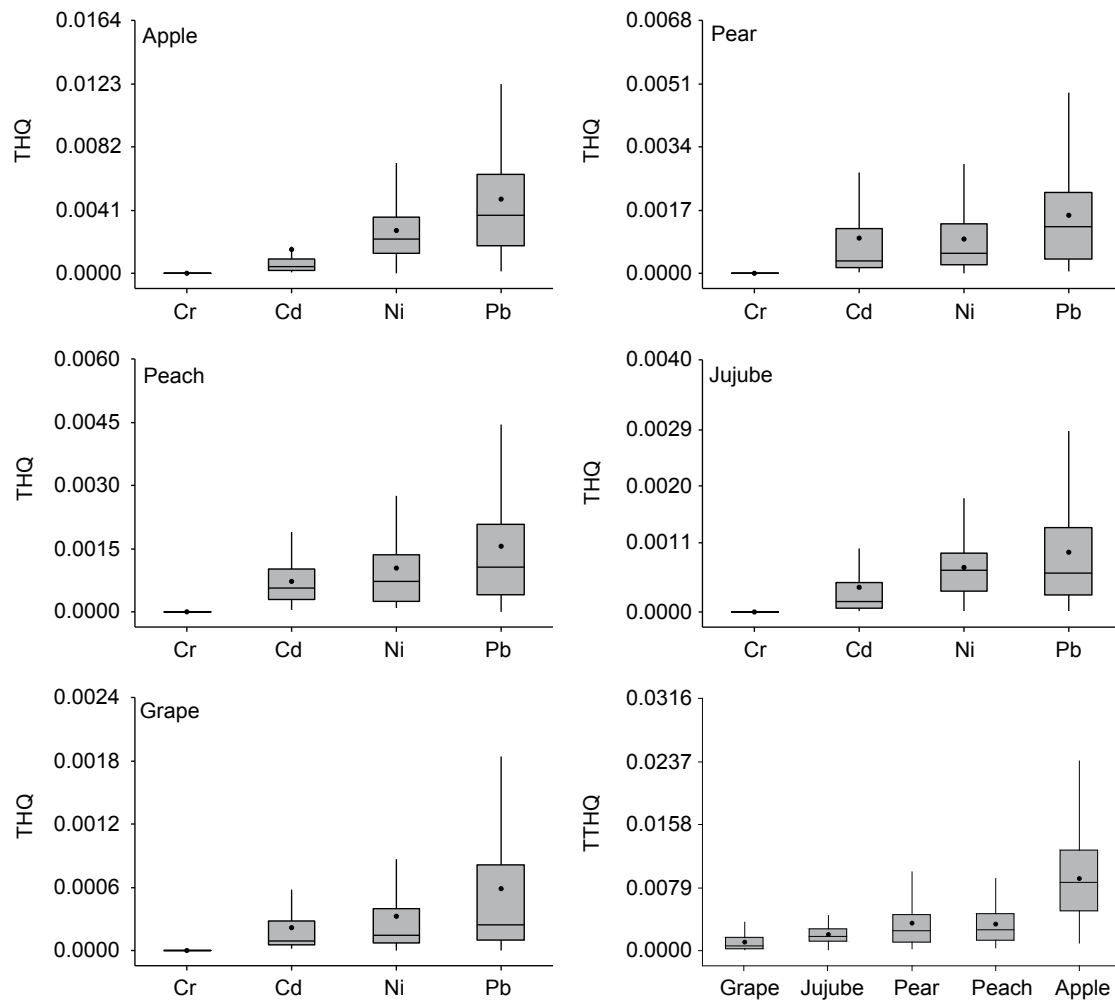 Apple
THQ
0.0164
0.0123
0.0082
0.0041
0.0000
Cr Cd Ni Pb
Pear
THQ
0.0068
0.0051
0.0034
0.0017
0.0000
Cr Cd Ni Pb
Peach
THQ
0.0060
0.0045
0.0030
0.0015
0.0000
Cr Cd Ni Pb
Jujube
THQ
0.0040
0.0029
0.0020
0.0011
0.0000
Cr Cd Ni Pb
Grape
THQ
0.0024
0.0018
0.0012
0.0006
0.0000
Cr Cd Ni Pb
TTHQ
0.0316
0.0237
0.0158
0.0079
0.0000
Grape Jujube Pear Peach Apple